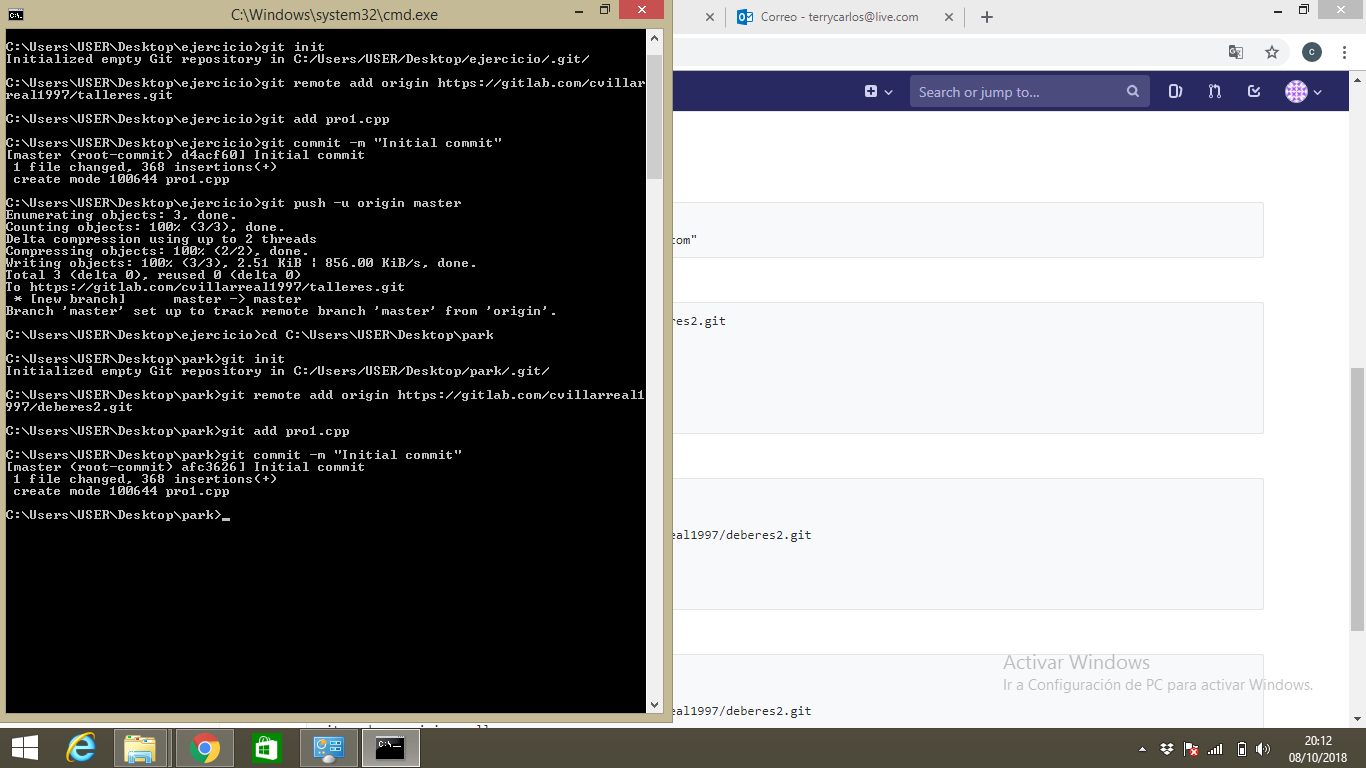 C:\Windows\system32\cmd.exe
C:\Users\USER\Desktop\ejercicio>git init
Initialized empty Git repository in C:/Users/USER/Desktop/ejercicio/.git/
C:\Users\USER\Desktop\ejercicio>git remote add origin https://gitlab.com/cvillar
real1997/talleres.git
C:\Users\USER\Desktop\ejercicio>git add pro1.cpp
C:\Users\USER\Desktop\ejercicio>git commit -m "Initial commit"
[master (root-commit) d4acf60] Initial commit
1 file changed, 368 insertions(+)
create mode 100644 pro1.cpp
C:\Users\USER\Desktop\ejercicio>git push -u origin master
Enumerating objects: 3, done.
Counting objects: 100% (3/3), done.
Delta compression using up to 2 threads
Compressing objects: 100% (2/2), done.
Writing objects: 100% (3/3), 2.51 KiB | 856.00 KiB/s, done.
Total 3 (delta 0), reused 0 (delta 0)
To https://gitlab.com/cvillarreal1997/talleres.git
* [new branch]      master -> master
Branch 'master' set up to track remote branch 'master' from 'origin'.
C:\Users\USER\Desktop\ejercicio>cd C:\Users\USER\Desktop\park
C:\Users\USER\Desktop\park>git init
Initialized empty Git repository in C:/Users/USER/Desktop/park/.git/
C:\Users\USER\Desktop\park>git remote add origin https://gitlab.com/cvillarreal1
997/deberes2.git
C:\Users\USER\Desktop\park>git add pro1.cpp
C:\Users\USER\Desktop\park>git commit -m "Initial commit"
[master (root-commit) afc3626] Initial commit
1 file changed, 368 insertions(+)
create mode 100644 pro1.cpp
C:\Users\USER\Desktop\park>_
Correo - terrycarlos@live.com
C
Search or jump to...
com"
res2.git
eal1997/deberes2.git
eal1997/deberes2.git
Activar Windows
Ir a Configuración de PC para activar Windows.
20:12
08/10/2018